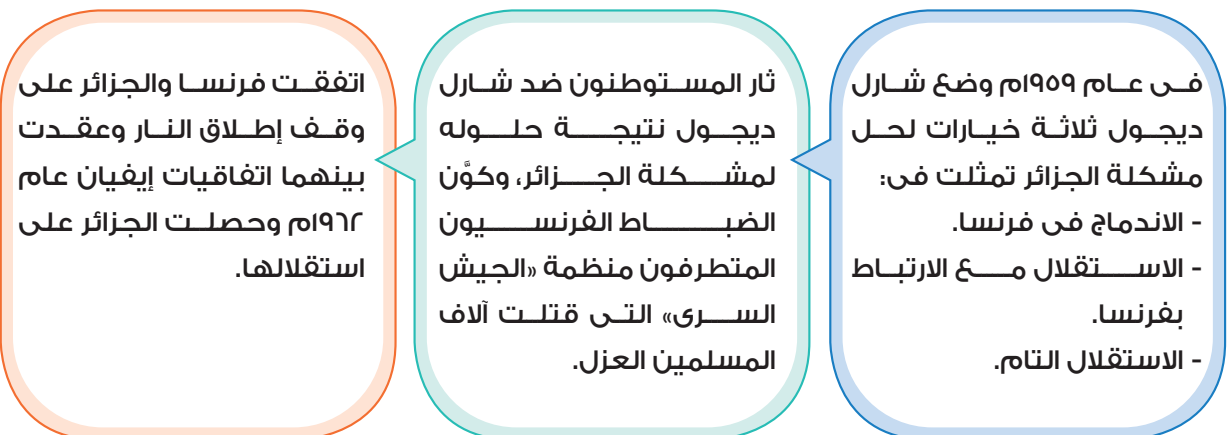 فى عام ١٩٥٩م وضع شارل
ديجول ثلاثة خيارات لحل
مشكلة الجزائر تمثلت فى:
- الاندماج فى فرنسا.
- الاستقلال مع الارتباط
بفرنسا.
- الاستقلال التام.
ثار المستوطنون ضد شارل
ديجول نتيجة حلوله
لمشكلة الجزائر، وكوَّن
الضباط الفرنسيون
المتطرفون منظمة «الجيش
السرى» التى قتلت آلاف
المسلمين العزل.
اتفقت فرنسا والجزائر على
وقف إطلاق النار وعقدت
بينهما اتفاقيات إيفيان عام
١٩٦٢م وحصلت الجزائر على
استقلالها.